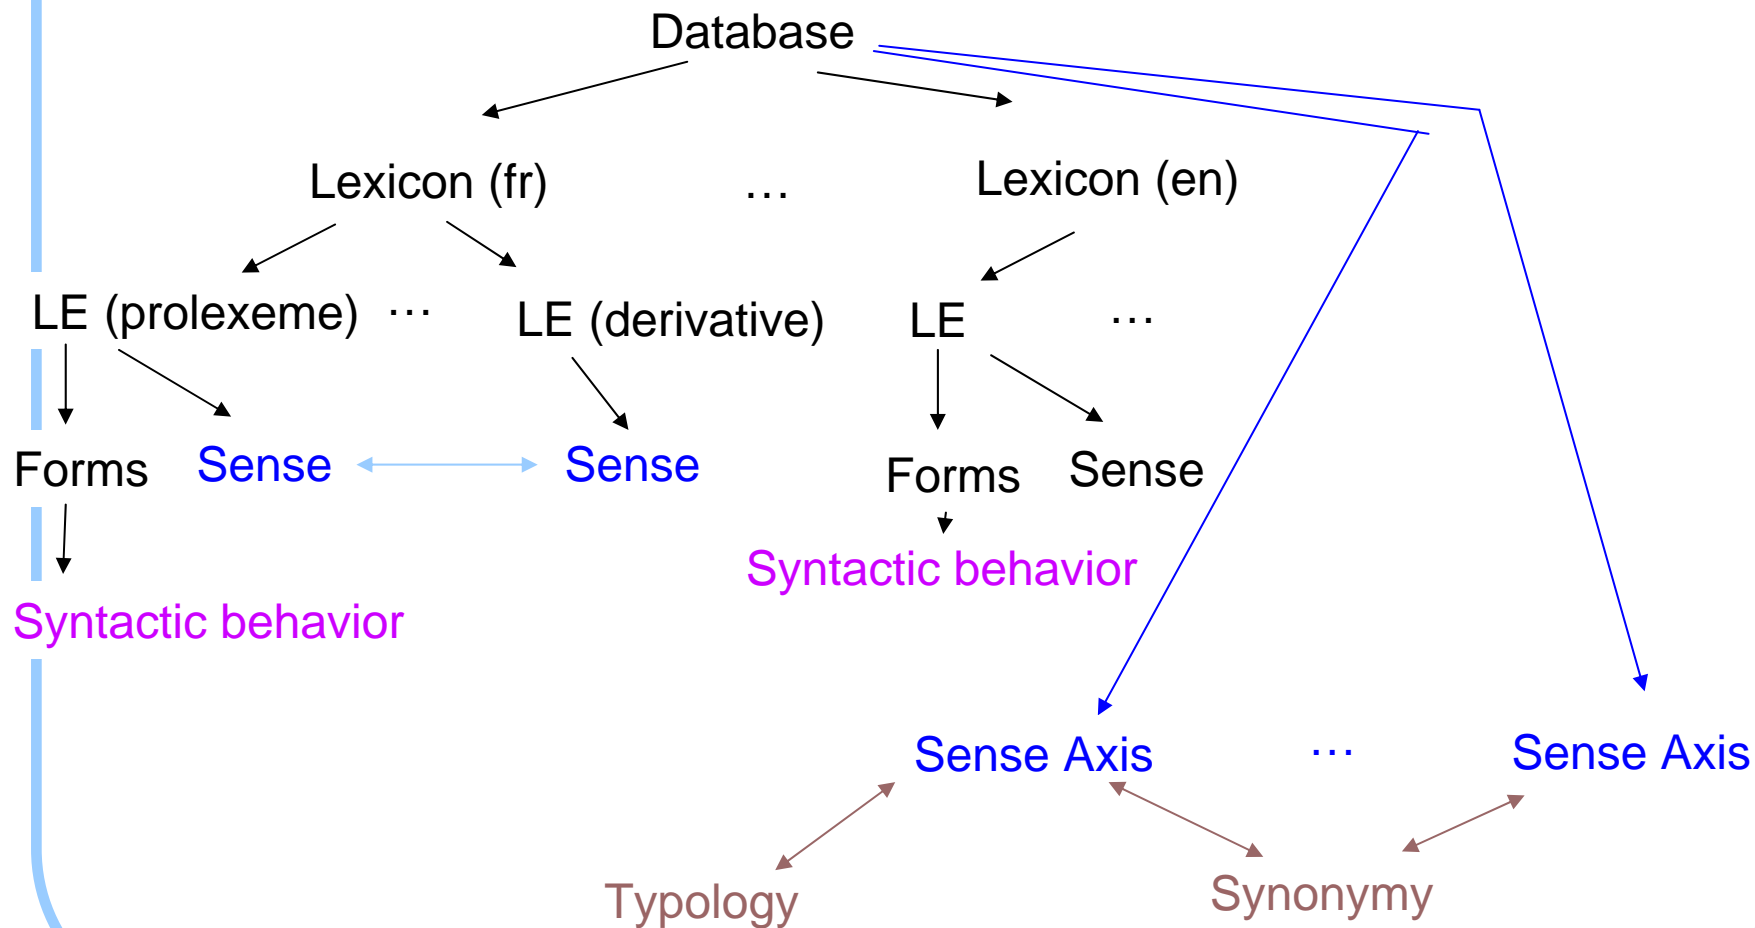 Database
Lexicon (fr) … Lexicon (en)
LE (prolexeme) … LE (derivative) LE …
Forms Sense Sense Forms Sense
Syntactic behavior
Syntactic behavior
Sense Axis … Sense Axis
Typology Synonymy